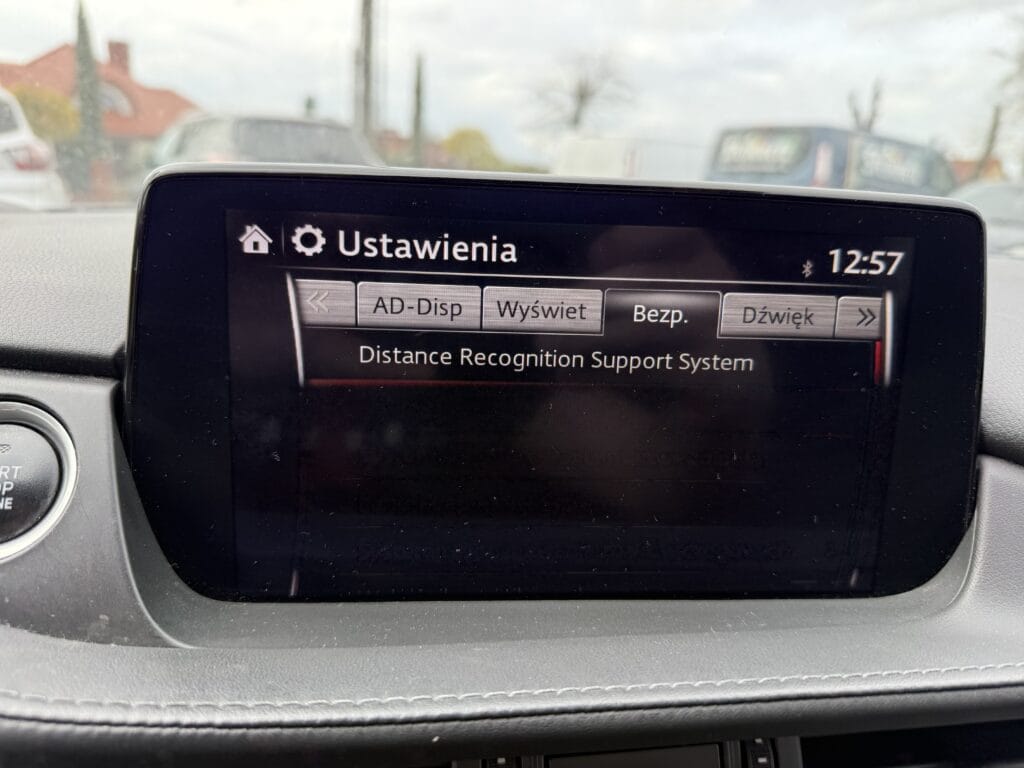 Ustawienia
12:57
AD-Disp
Wyświet
Bezp.
Dźwięk
Distance Recognition Support System